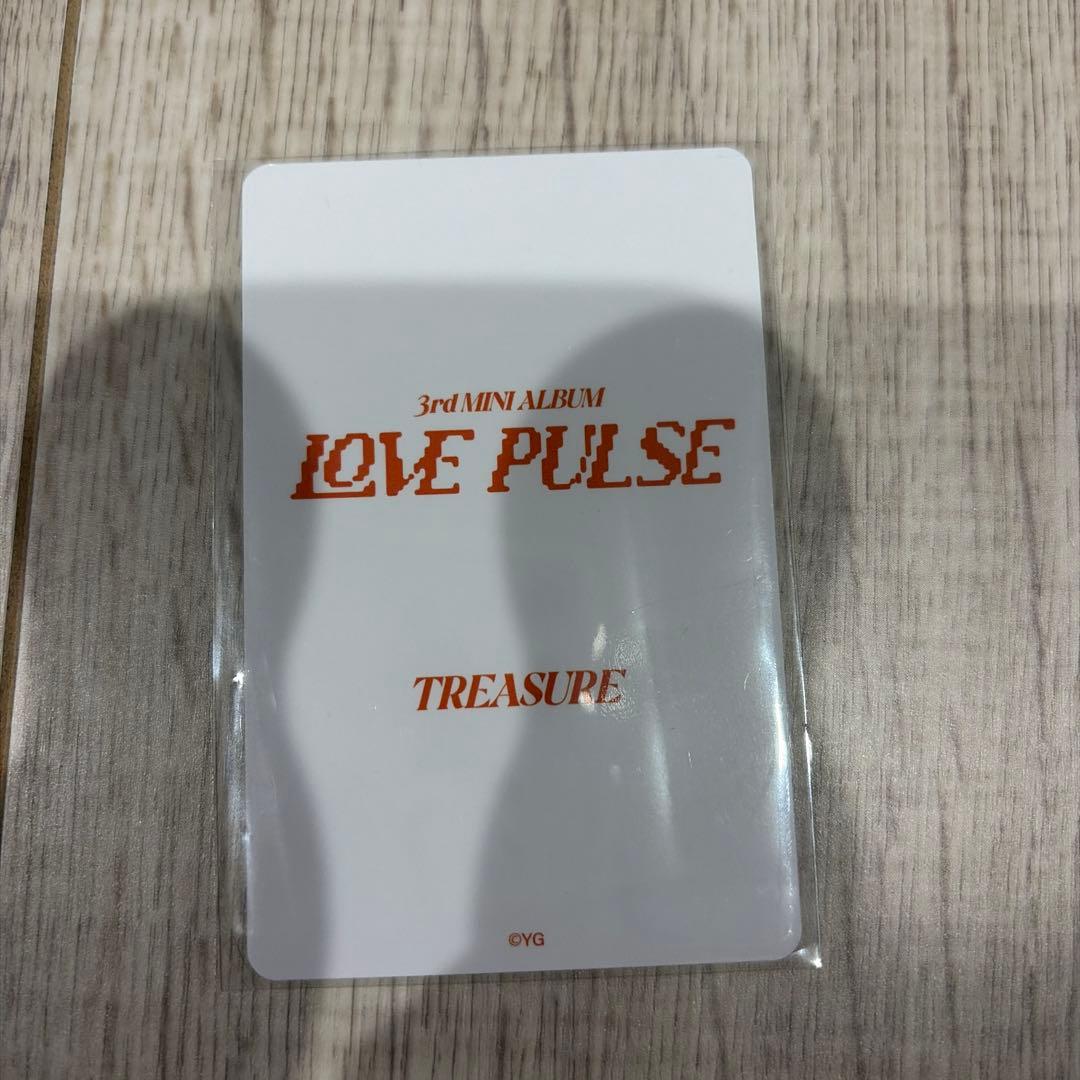 3rd MINI ALBUM
LOVE PULSE
TREASURE
©YG